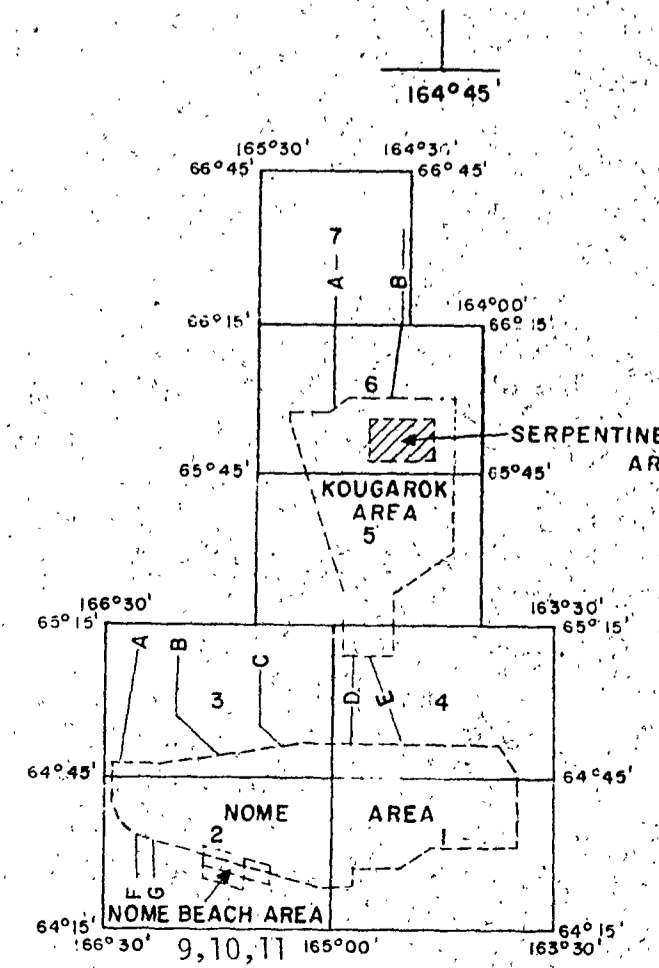 164°45'
165°30' 164°30'
66°45' 66°45'
7
A B
164°00'
66°15' 66°15'
6
SERPENTINE
AR
65°45' 65°45'
KOUGAROK
AREA
5
166°30' 163°30'
65°15' 65°15'
A B C
3 D E 4
64°45' 64°45'
NOME AREA
2 1
F G
NOME BEACH AREA
64°15' 64°15'
166°30' 165°00' 163°30'
9,10,11